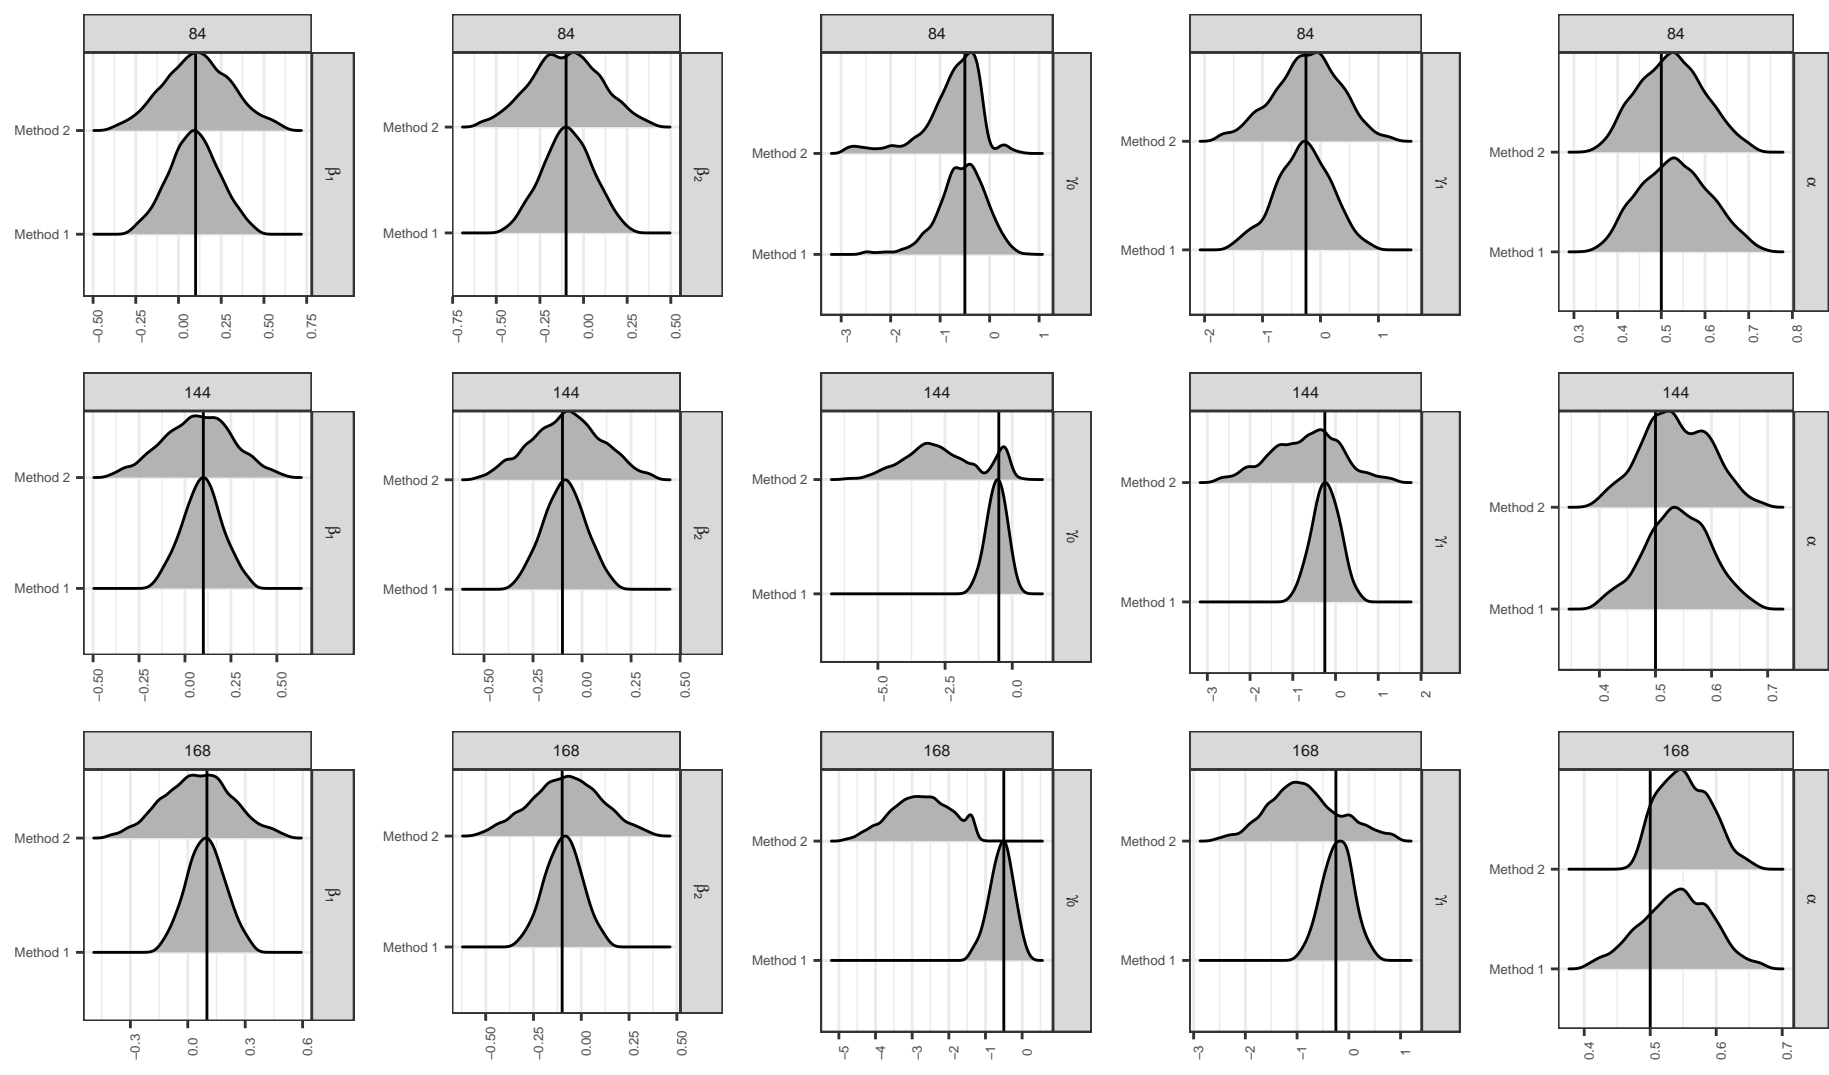 84
β1
Method 2
Method 1
−0.50
−0.25
0.00
0.25
0.50
0.75
84
β2
Method 2
Method 1
−0.75
−0.50
−0.25
0.00
0.25
0.50
84
γ0
Method 2
Method 1
−3
−2
−1
0
1
84
γ1
Method 2
Method 1
−2
−1
0
1
84
α
Method 2
Method 1
0.3
0.4
0.5
0.6
0.7
0.8
144
β1
Method 2
Method 1
−0.50
−0.25
0.00
0.25
0.50
144
β2
Method 2
Method 1
−0.50
−0.25
0.00
0.25
0.50
144
γ0
Method 2
Method 1
−5.0
−2.5
0.0
144
γ1
Method 2
Method 1
−3
−2
−1
0
1
2
144
α
Method 2
Method 1
0.4
0.5
0.6
0.7
168
β1
Method 2
Method 1
−0.3
0.0
0.3
0.6
168
β2
Method 2
Method 1
−0.50
−0.25
0.00
0.25
0.50
168
γ0
Method 2
Method 1
−5
−4
−3
−2
−1
0
168
γ1
Method 2
Method 1
−3
−2
−1
0
1
168
α
Method 2
Method 1
0.4
0.5
0.6
0.7